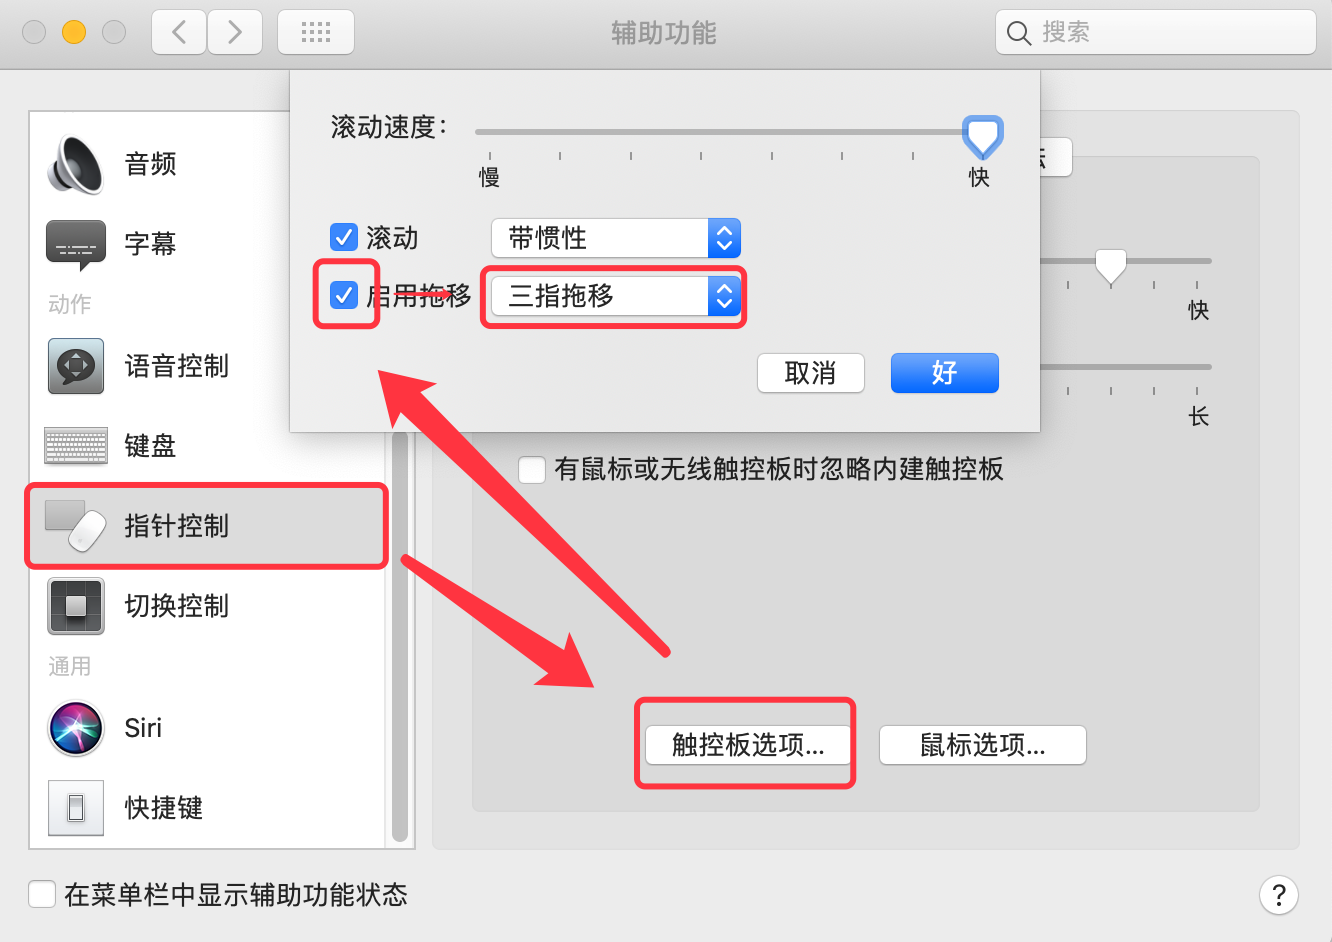 辅助功能
搜索
音频
字幕
动作
语音控制
键盘
指针控制
切换控制
通用
Siri
快捷键
滚动速度：
慢
快
滚动
带惯性
启用拖移
三指拖移
取消
好
快
长
有鼠标或无线触控板时忽略内建触控板
触控板选项...
鼠标选项...
在菜单栏中显示辅助功能状态
?